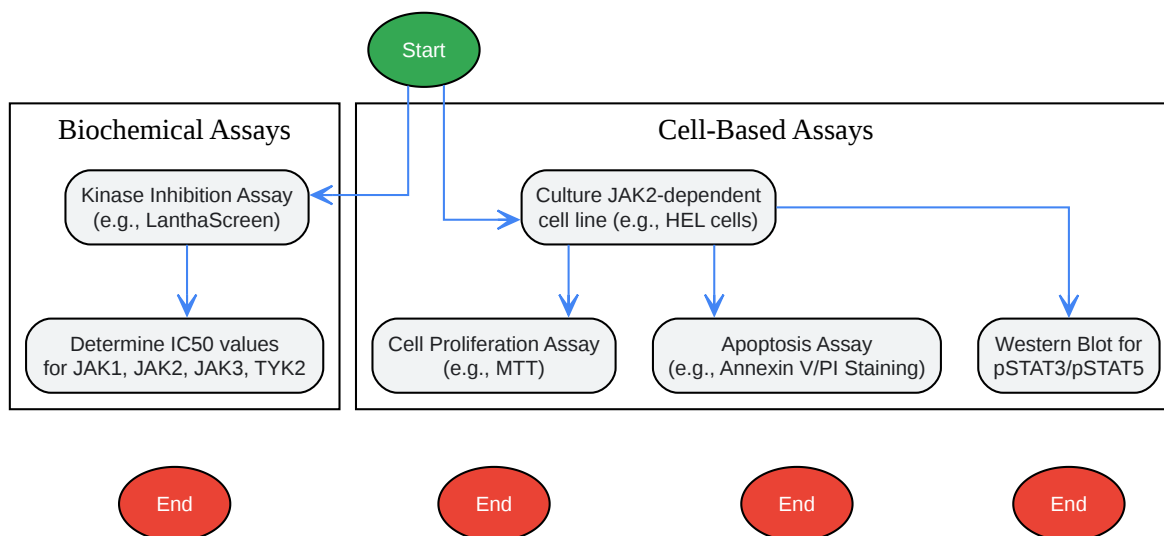 Start
Biochemical Assays
Kinase Inhibition Assay
(e.g., LanthaScreen)
Determine IC50 values
for JAK1, JAK2, JAK3, TYK2
Cell-Based Assays
Culture JAK2-dependent
cell line (e.g., HEL cells)
Cell Proliferation Assay
(e.g., MTT)
Apoptosis Assay
(e.g., Annexin V/PI Staining)
Western Blot for
pSTAT3/pSTAT5
End
End
End
End